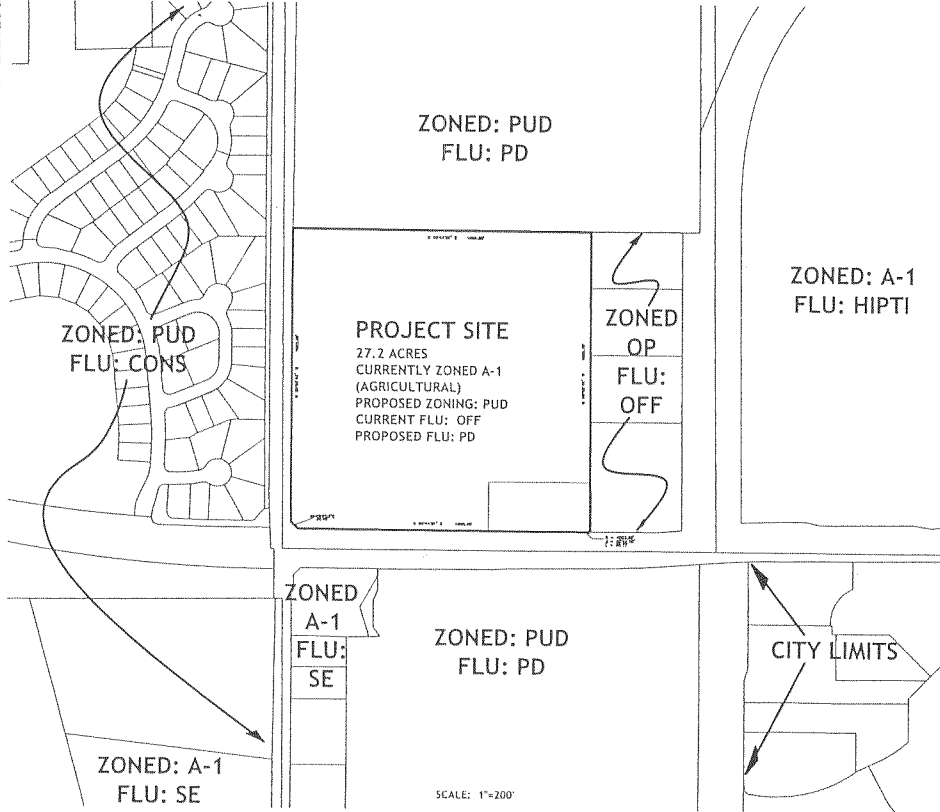 ZONED: PUD
FLU: PD
ZONED: A-1
FLU: HIPTI
ZONED
OP
FLU:
OFF
ZONED: PUD
FLU: CONS
PROJECT SITE
27.2 ACRES
CURRENTLY ZONED A-1
(AGRICULTURAL)
PROPOSED ZONING: PUD
CURRENT FLU: OFF
PROPOSED FLU: PD
ZONED
A-1
FLU:
SE
ZONED: PUD
FLU: PD
CITY LIMITS
ZONED: A-1
FLU: SE
SCALE: 1"=200'